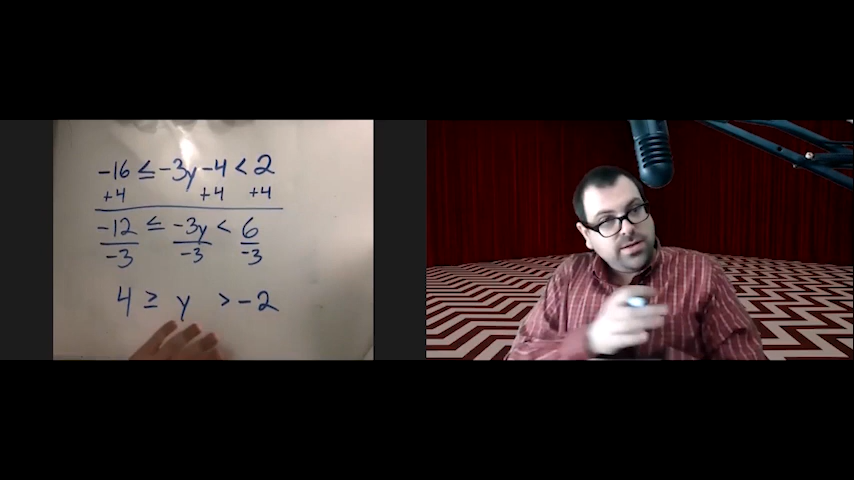 -16 ≤ -3y -4 < 2
+4 +4 +4
-12 ≤ -3y < 6
-3 -3 -3
4 ≥ y > -2